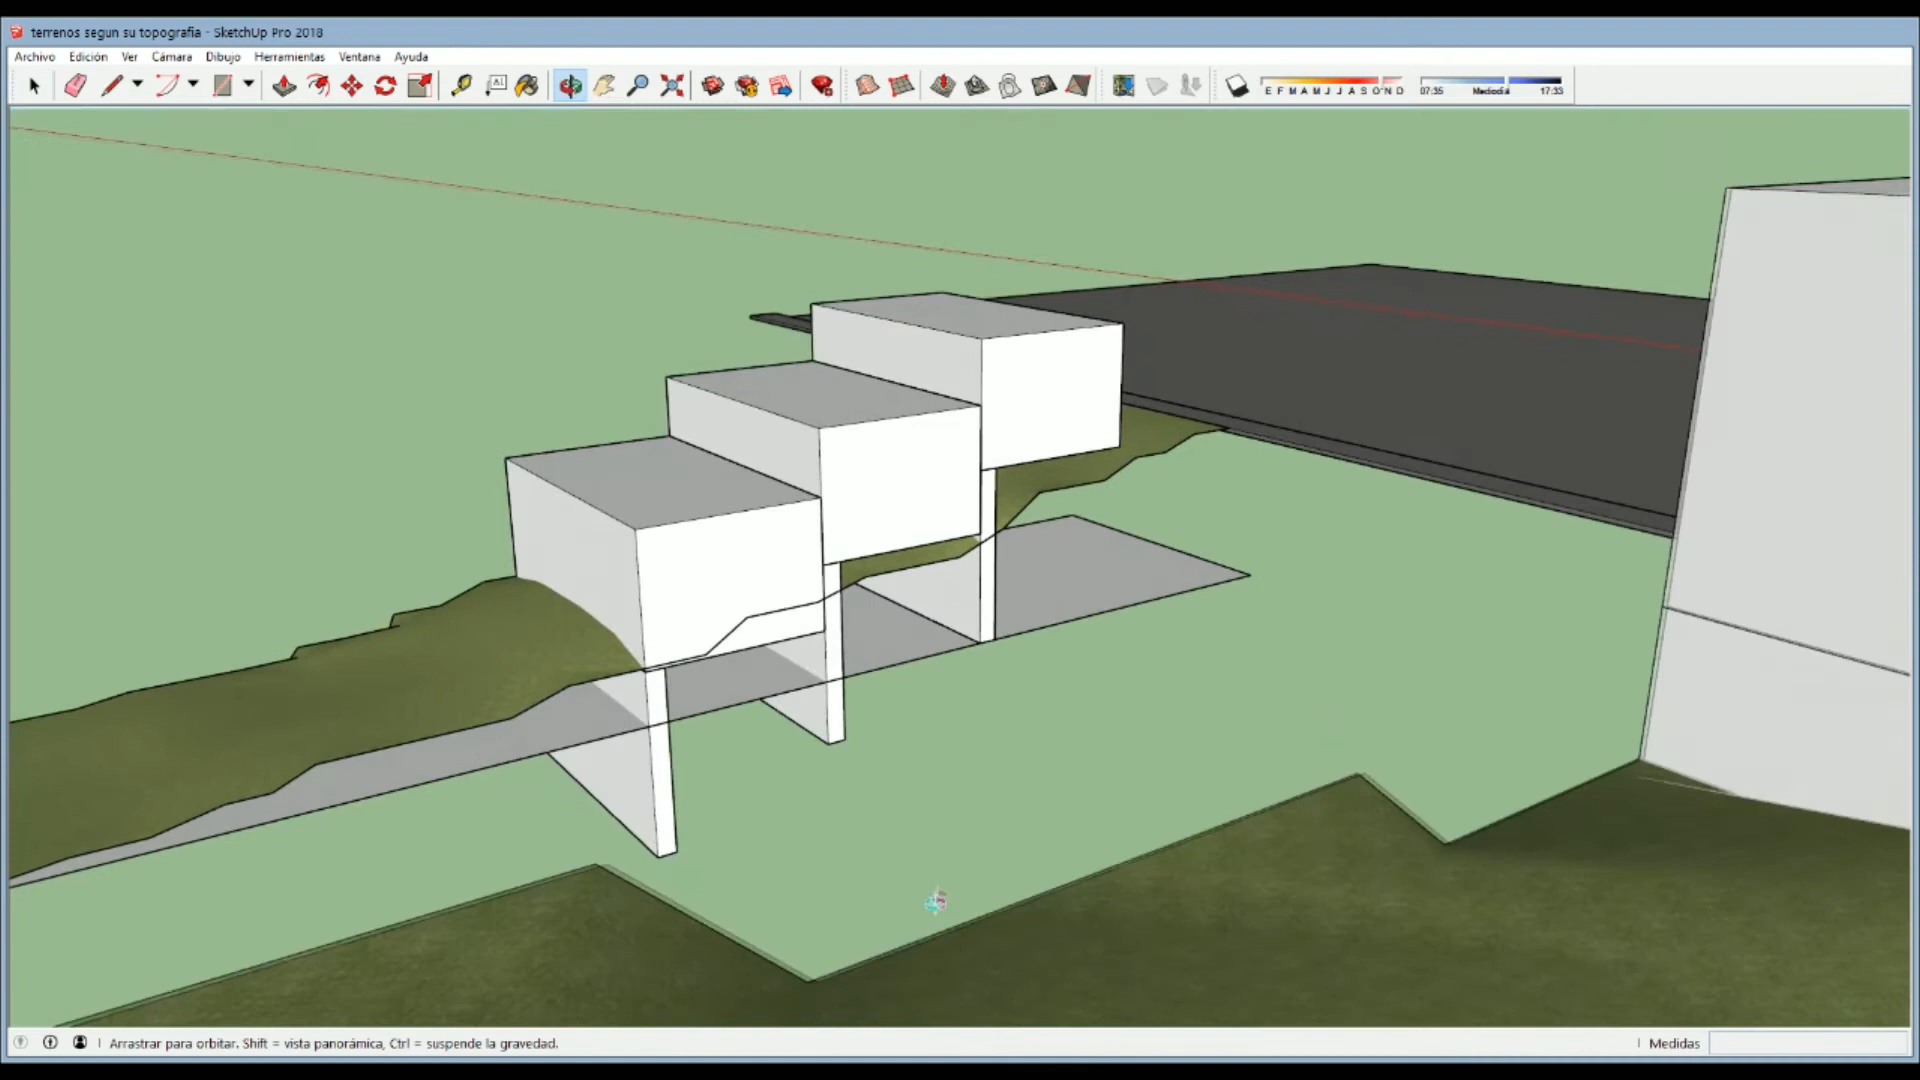 terrenos segun su topografia - SketchUp Pro 2018
Archivo Edición Ver Cámara Dibujo Herramientas Ventana Ayuda
A1
E F M A M J J A S O N D 07:35 Mediodía 17:33
Arrastrar para orbitar. Shift = vista panorámica, Ctrl = suspende la gravedad. Medidas